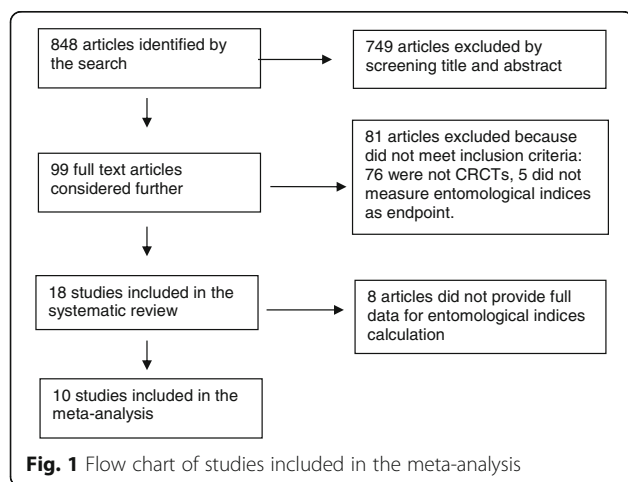 848 articles identified by
the search
749 articles excluded by
screening title and abstract
99 full text articles
considered further
81 articles excluded because
did not meet inclusion criteria:
76 were not CRCTs, 5 did not
measure entomological indices
as endpoint.
18 studies included in the
systematic review
8 articles did not provide full
data for entomological indices
calculation
10 studies included in the
meta-analysis
Fig. 1 Flow chart of studies included in the meta-analysis